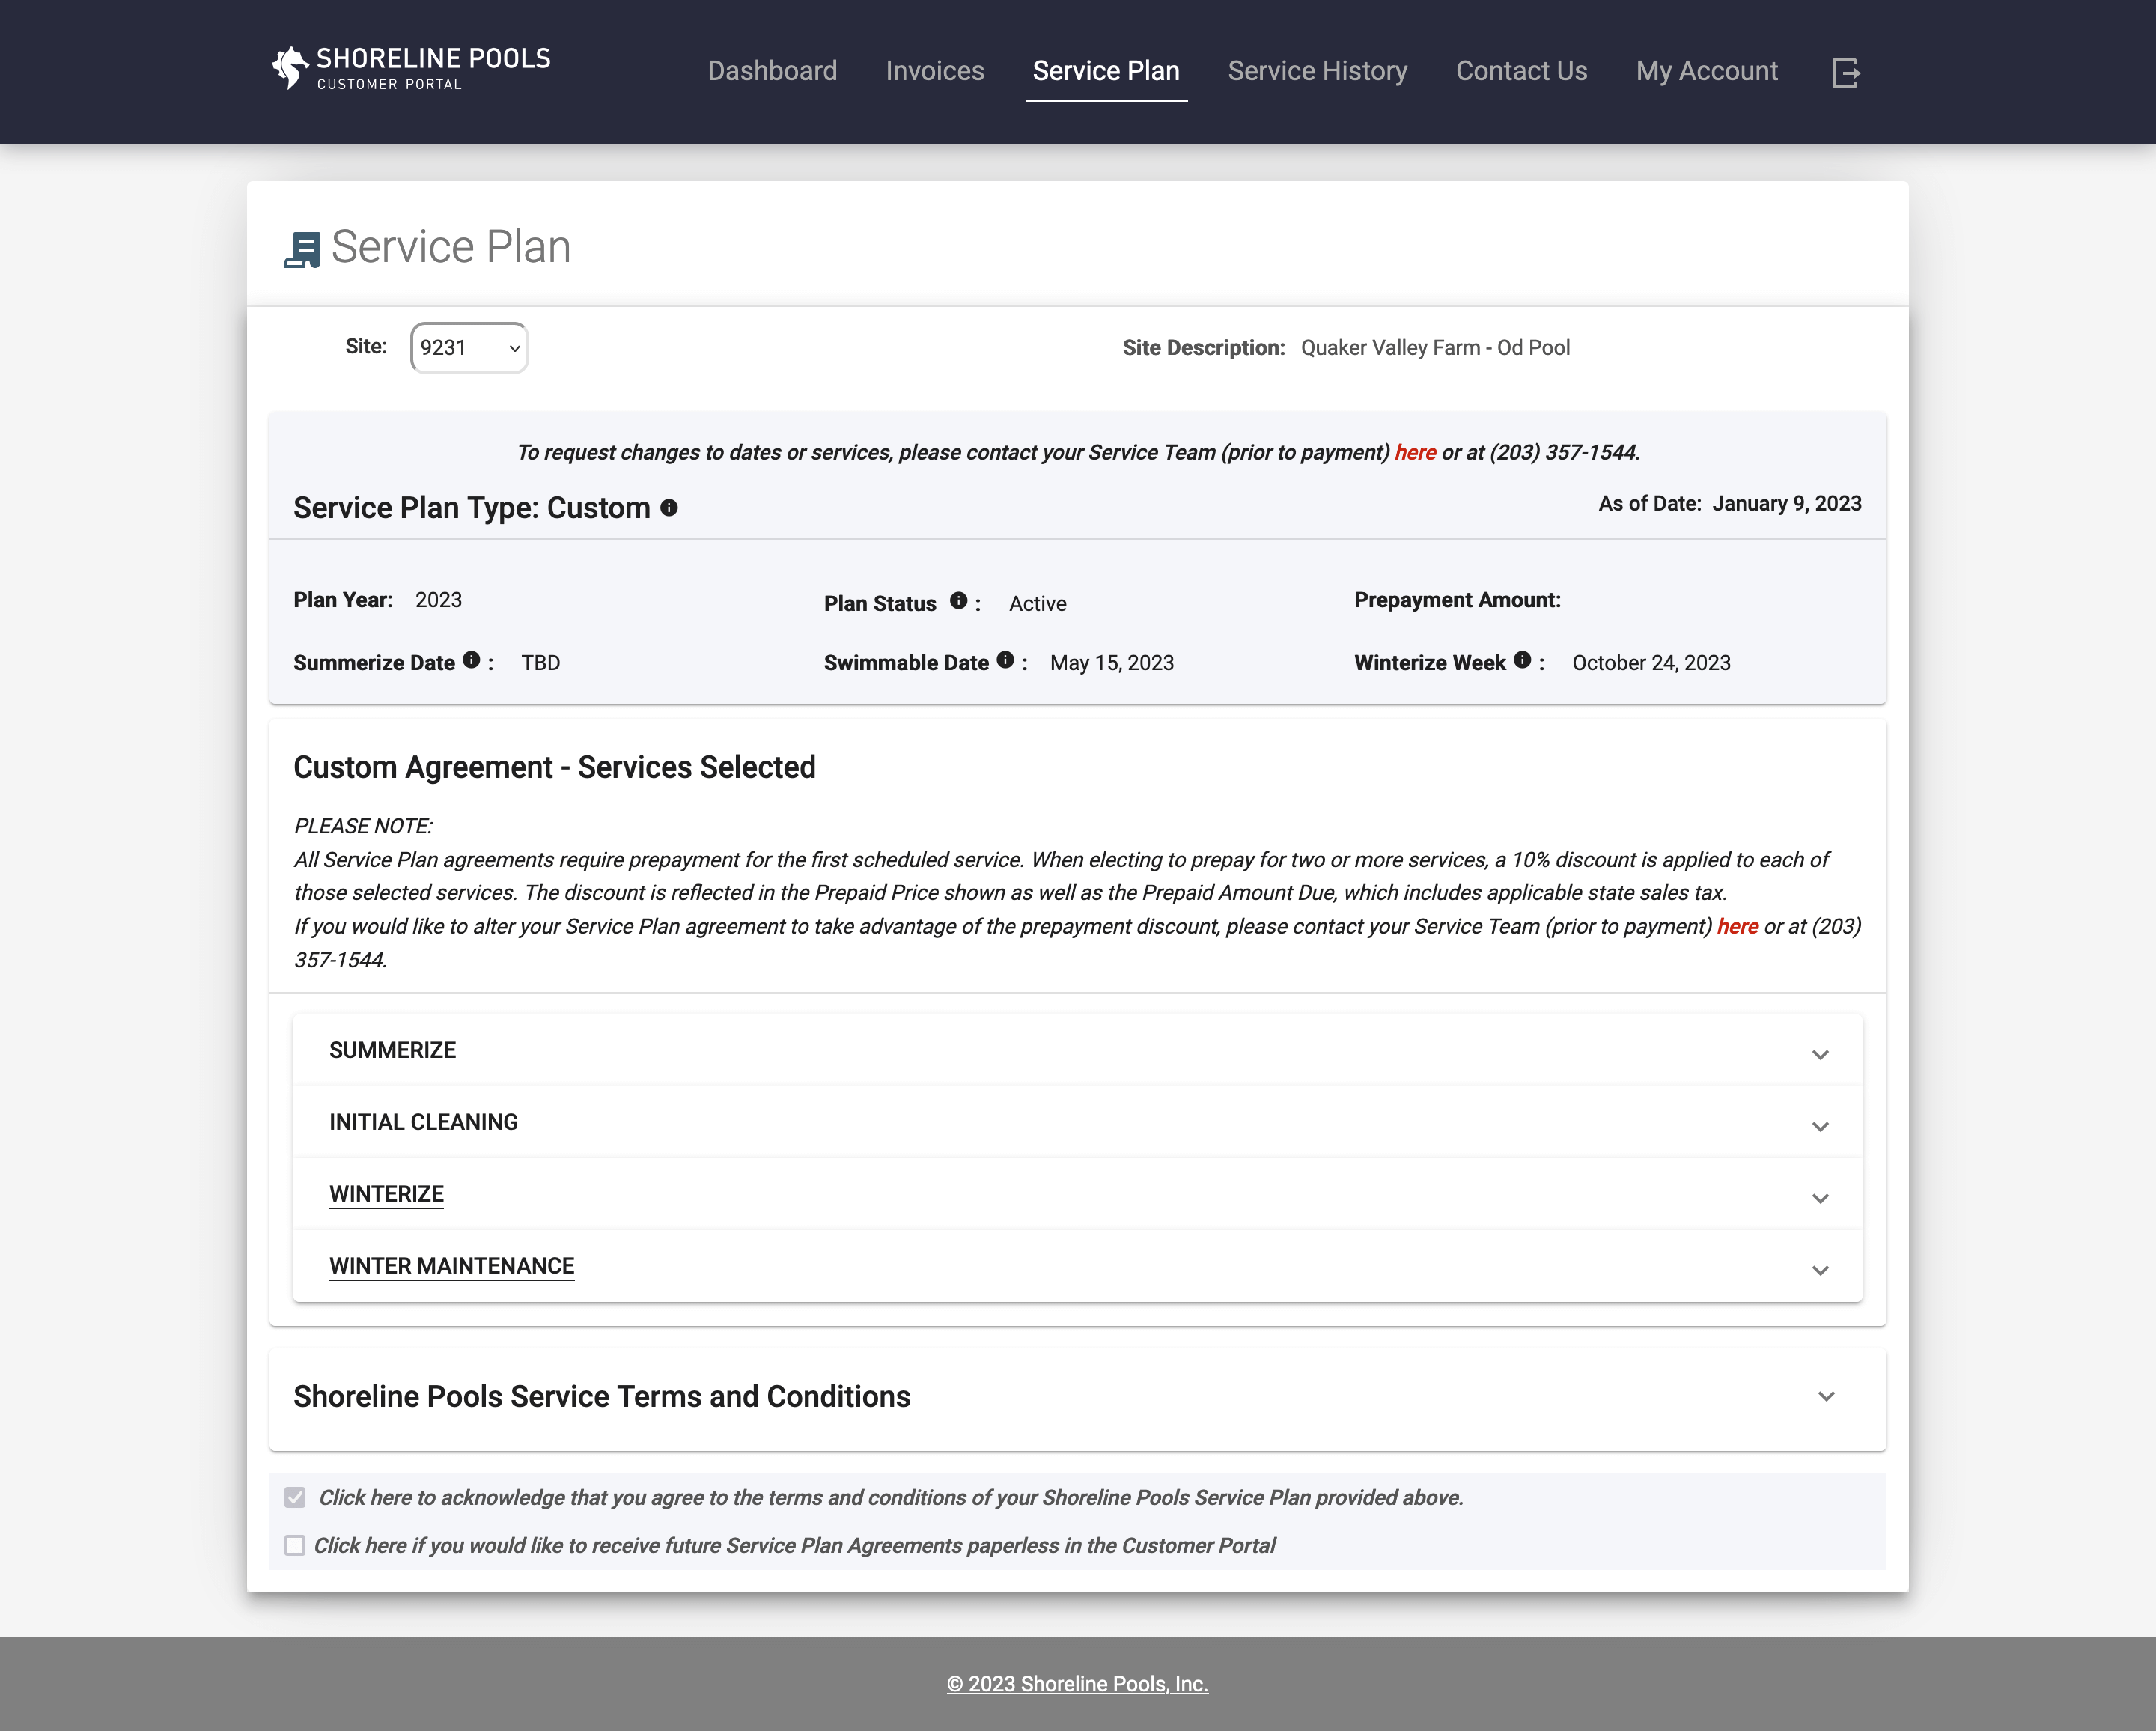 SHORELINE POOLS
CUSTOMER PORTAL
Dashboard
Invoices
Service Plan
Service History
Contact Us
My Account
Service Plan
Site: 9231
Site Description: Quaker Valley Farm - Od Pool
To request changes to dates or services, please contact your Service Team (prior to payment) here or at (203) 357-1544.
Service Plan Type: Custom
As of Date: January 9, 2023
Plan Year: 2023
Plan Status : Active
Prepayment Amount:
Summerize Date : TBD
Swimmable Date : May 15, 2023
Winterize Week : October 24, 2023
Custom Agreement - Services Selected
PLEASE NOTE:
All Service Plan agreements require prepayment for the first scheduled service. When electing to prepay for two or more services, a 10% discount is applied to each of
those selected services. The discount is reflected in the Prepaid Price shown as well as the Prepaid Amount Due, which includes applicable state sales tax.
If you would like to alter your Service Plan agreement to take advantage of the prepayment discount, please contact your Service Team (prior to payment) here or at (203)
357-1544.
SUMMERIZE
INITIAL CLEANING
WINTERIZE
WINTER MAINTENANCE
Shoreline Pools Service Terms and Conditions
Click here to acknowledge that you agree to the terms and conditions of your Shoreline Pools Service Plan provided above.
Click here if you would like to receive future Service Plan Agreements paperless in the Customer Portal
© 2023 Shoreline Pools, Inc.